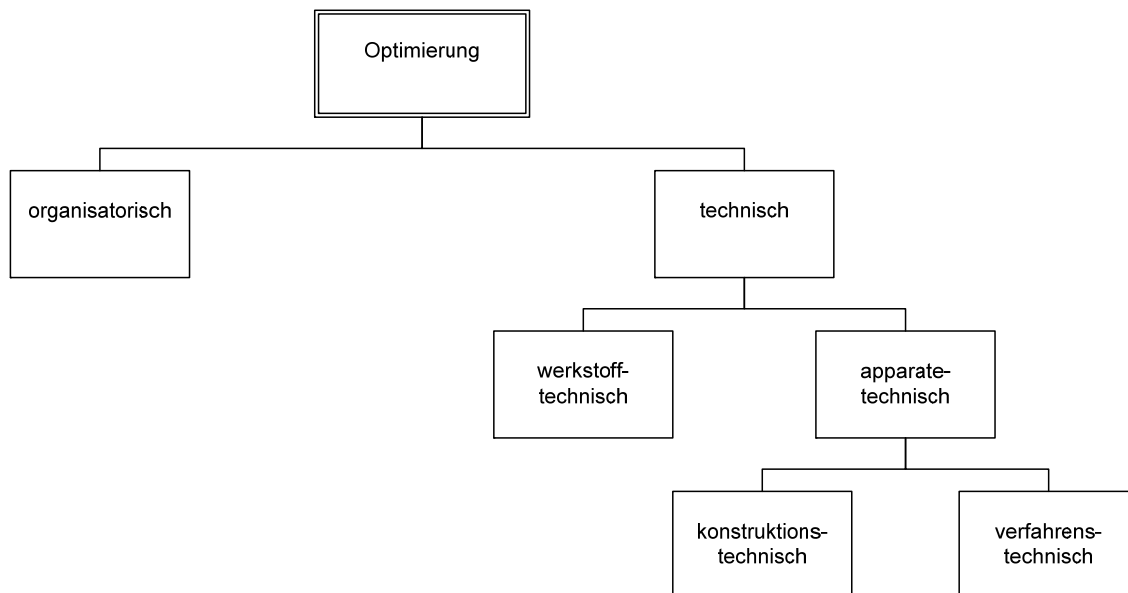 Optimierung
organisatorisch
technisch
werkstoff-
technisch
apparate-
technisch
konstruktions-
technisch
verfahrens-
technisch